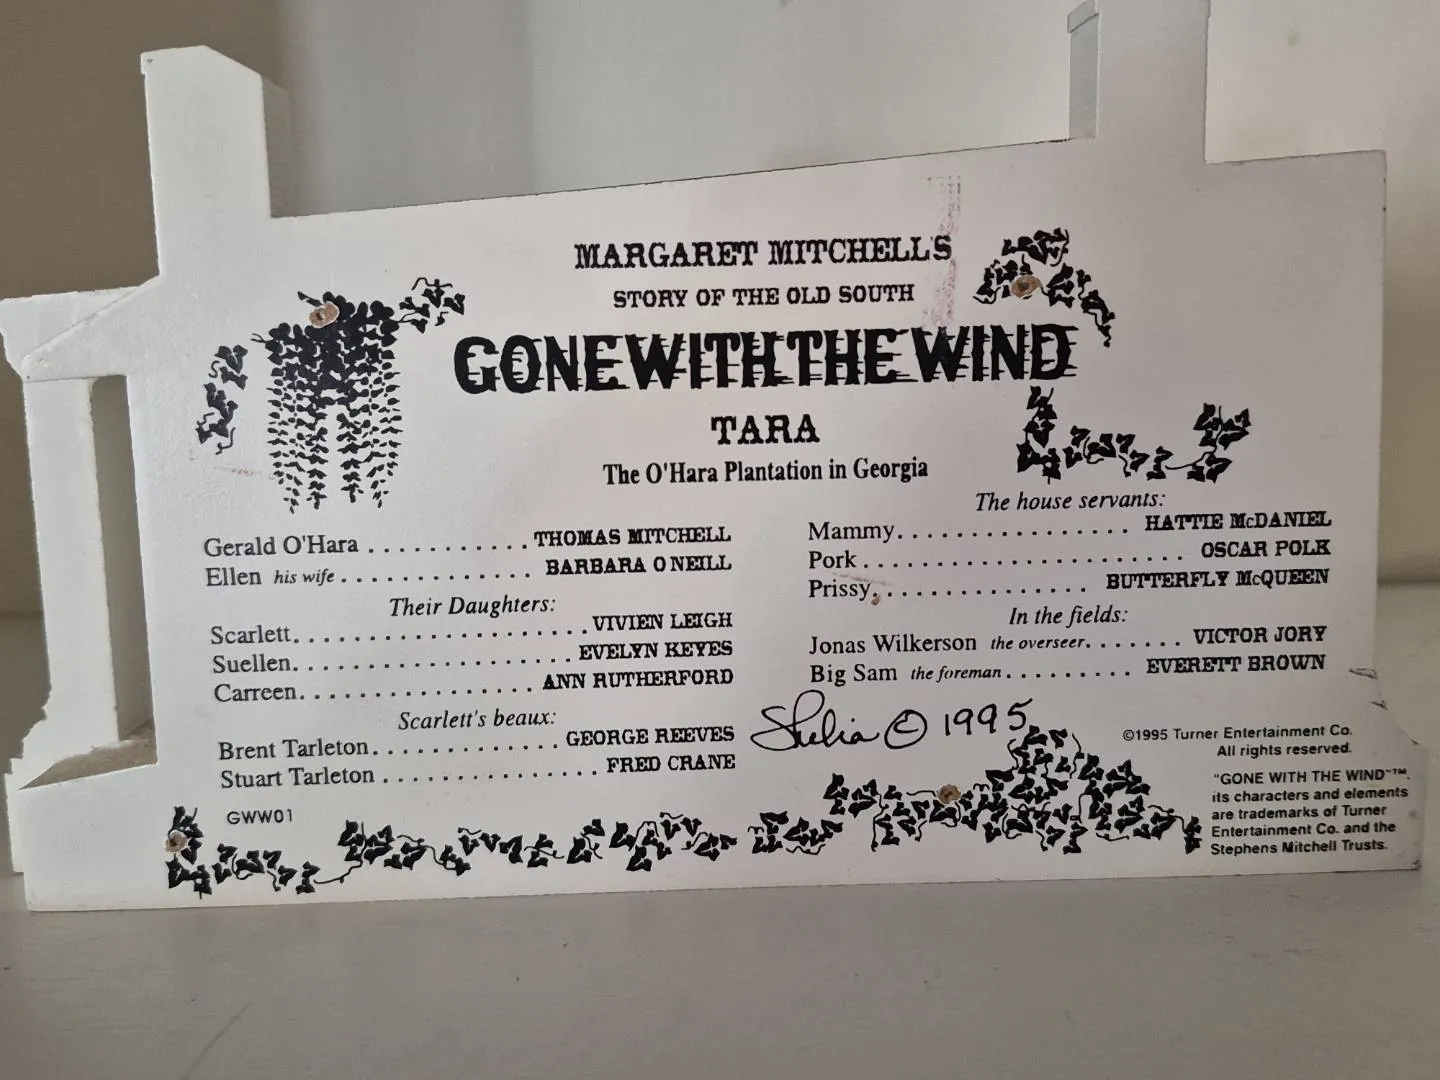 MARGARET MITCHELL'S
STORY OF THE OLD SOUTH
GONE WITH THE WIND
TARA
The O'Hara Plantation in Georgia
Gerald O'Hara . . . . . . . . . . . THOMAS MITCHELL
Ellen his wife . . . . . . . . . . . . . BARBARA O NEILL
Their Daughters:
Scarlett. . . . . . . . . . . . . . . . . . . . VIVIEN LEIGH
Suellen. . . . . . . . . . . . . . . . . . . EVELYN KEYES
Carreen. . . . . . . . . . . . . . . . ANN RUTHERFORD
Scarlett's beaux:
Brent Tarleton. . . . . . . . . . . . . GEORGE REEVES
Stuart Tarleton . . . . . . . . . . . . . . . FRED CRANE
GWW01
The house servants:
Mammy. . . . . . . . . . . . . . . . HATTIE McDANIEL
Pork . . . . . . . . . . . . . . . . . . . . . . OSCAR POLK
Prissy. . . . . . . . . . . . . . . BUTTERFLY McQUEEN
In the fields:
Jonas Wilkerson the overseer. . . . . . . VICTOR JORY
Big Sam the foreman . . . . . . . . . EVERETT BROWN
Shelia © 1995
©1995 Turner Entertainment Co.
All rights reserved.
"GONE WITH THE WIND"™.
its characters and elements
are trademarks of Turner
Entertainment Co. and the
Stephens Mitchell Trusts.